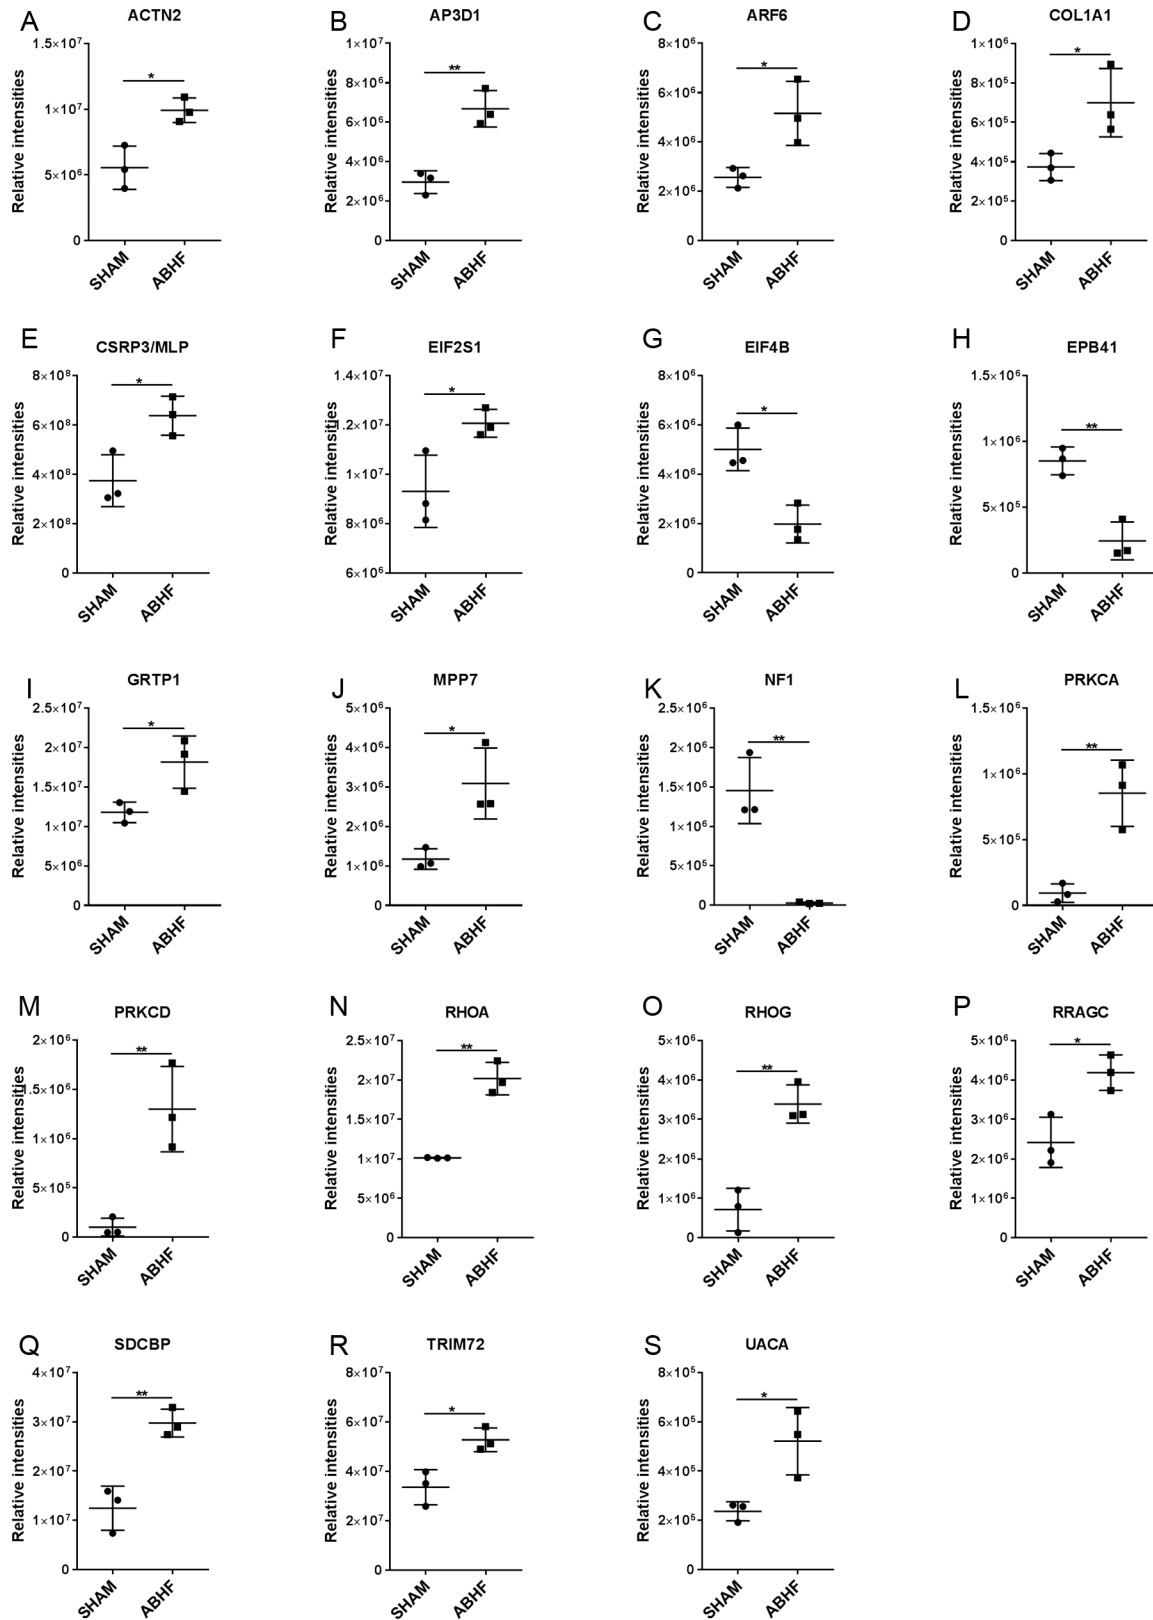 A ACTN2
Relative intensities
1.5×10⁷
1×10⁷
5×10⁶
0
*
SHAM ABHF
B AP3D1
Relative intensities
1×10⁷
8×10⁶
6×10⁶
4×10⁶
2×10⁶
0
**
SHAM ABHF
C ARF6
Relative intensities
8×10⁶
6×10⁶
4×10⁶
2×10⁶
0
*
SHAM ABHF
D COL1A1
Relative intensities
1×10⁶
8×10⁵
6×10⁵
4×10⁵
2×10⁵
0
*
SHAM ABHF
E CSRP3/MLP
Relative intensities
8×10⁸
6×10⁸
4×10⁸
2×10⁸
0
*
SHAM ABHF
F EIF2S1
Relative intensities
1.4×10⁷
1.2×10⁷
1×10⁷
8×10⁶
6×10⁶
*
SHAM ABHF
G EIF4B
Relative intensities
8×10⁶
6×10⁶
4×10⁶
2×10⁶
0
*
SHAM ABHF
H EPB41
Relative intensities
1.5×10⁶
1×10⁶
5×10⁵
0
**
SHAM ABHF
I GRTP1
Relative intensities
2.5×10⁷
2×10⁷
1.5×10⁷
1×10⁷
5×10⁶
0
*
SHAM ABHF
J MPP7
Relative intensities
5×10⁶
4×10⁶
3×10⁶
2×10⁶
1×10⁶
0
*
SHAM ABHF
K NF1
Relative intensities
2.5×10⁶
2×10⁶
1.5×10⁶
1×10⁶
5×10⁵
0
**
SHAM ABHF
L PRKCA
Relative intensities
1.5×10⁶
1×10⁶
5×10⁵
0
**
SHAM ABHF
M PRKCD
Relative intensities
2×10⁶
1.5×10⁶
1×10⁶
5×10⁵
0
**
SHAM ABHF
N RHOA
Relative intensities
2.5×10⁷
2×10⁷
1.5×10⁷
1×10⁷
5×10⁶
0
**
SHAM ABHF
O RHOG
Relative intensities
5×10⁶
4×10⁶
3×10⁶
2×10⁶
1×10⁶
0
**
SHAM ABHF
P RRAGC
Relative intensities
5×10⁶
4×10⁶
3×10⁶
2×10⁶
1×10⁶
0
*
SHAM ABHF
Q SDCBP
Relative intensities
4×10⁷
3×10⁷
2×10⁷
1×10⁷
0
**
SHAM ABHF
R TRIM72
Relative intensities
8×10⁷
6×10⁷
4×10⁷
2×10⁷
0
*
SHAM ABHF
S UACA
Relative intensities
8×10⁵
6×10⁵
4×10⁵
2×10⁵
0
*
SHAM ABHF